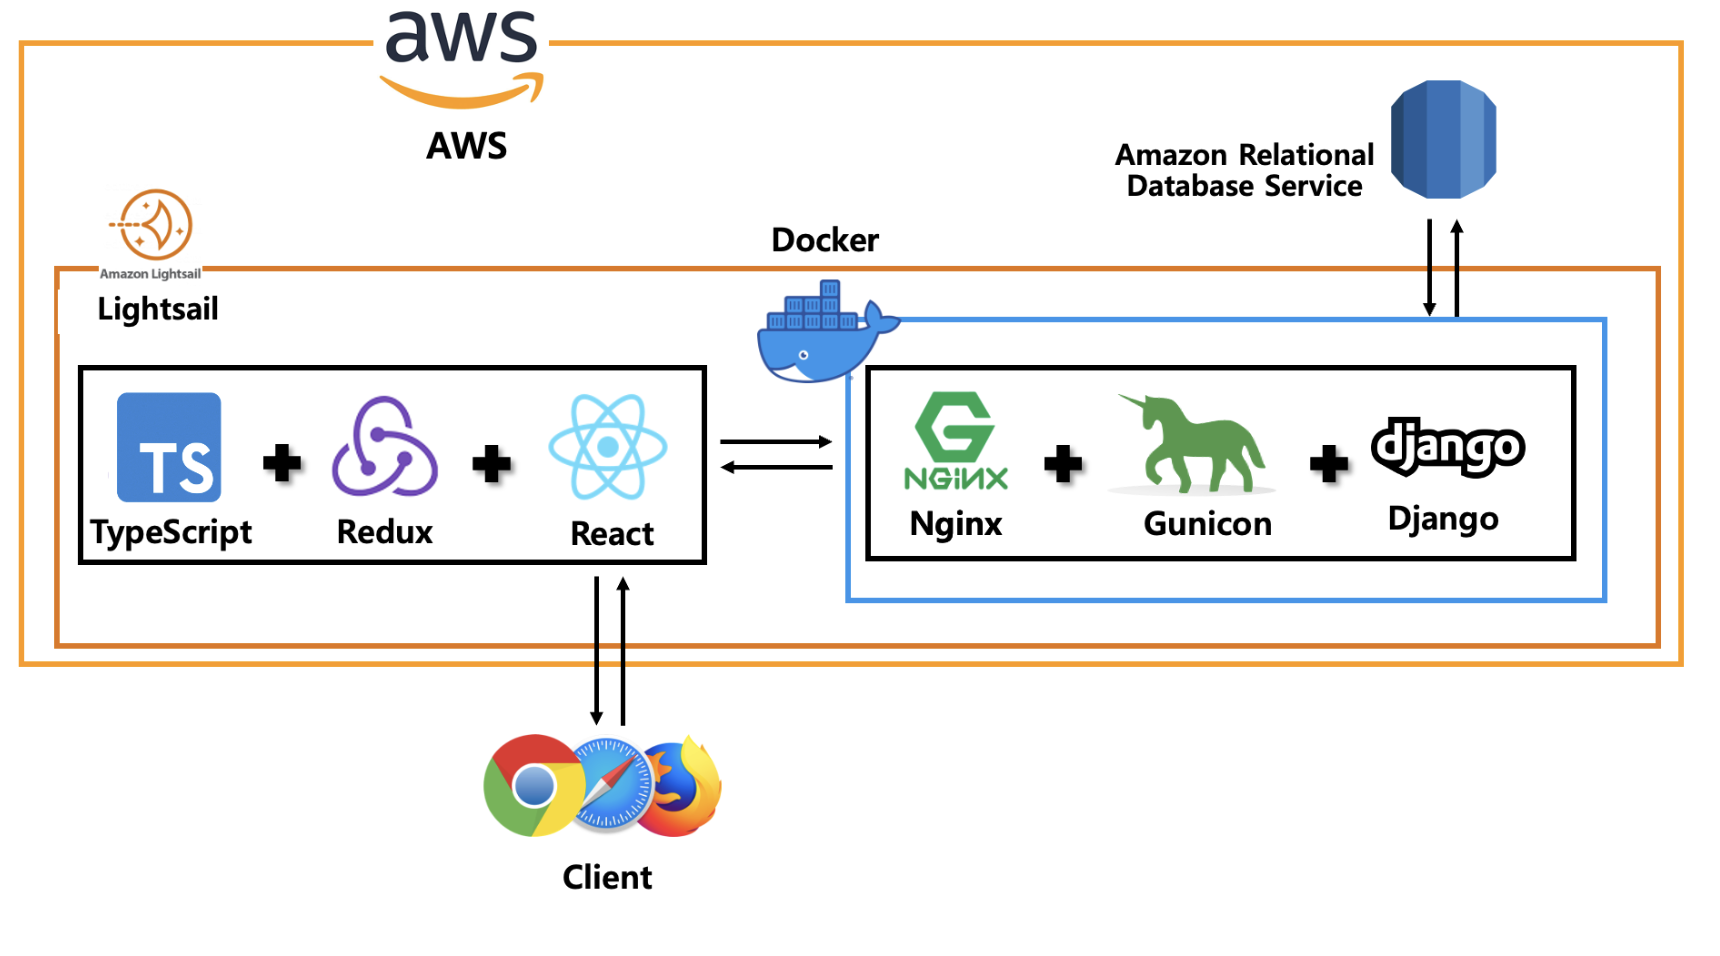 aws
AWS
Amazon Relational
Database Service
Amazon Lightsail
Lightsail
Docker
TS
TypeScript
Redux
React
NGiNX
Nginx
Gunicon
django
Django
Client